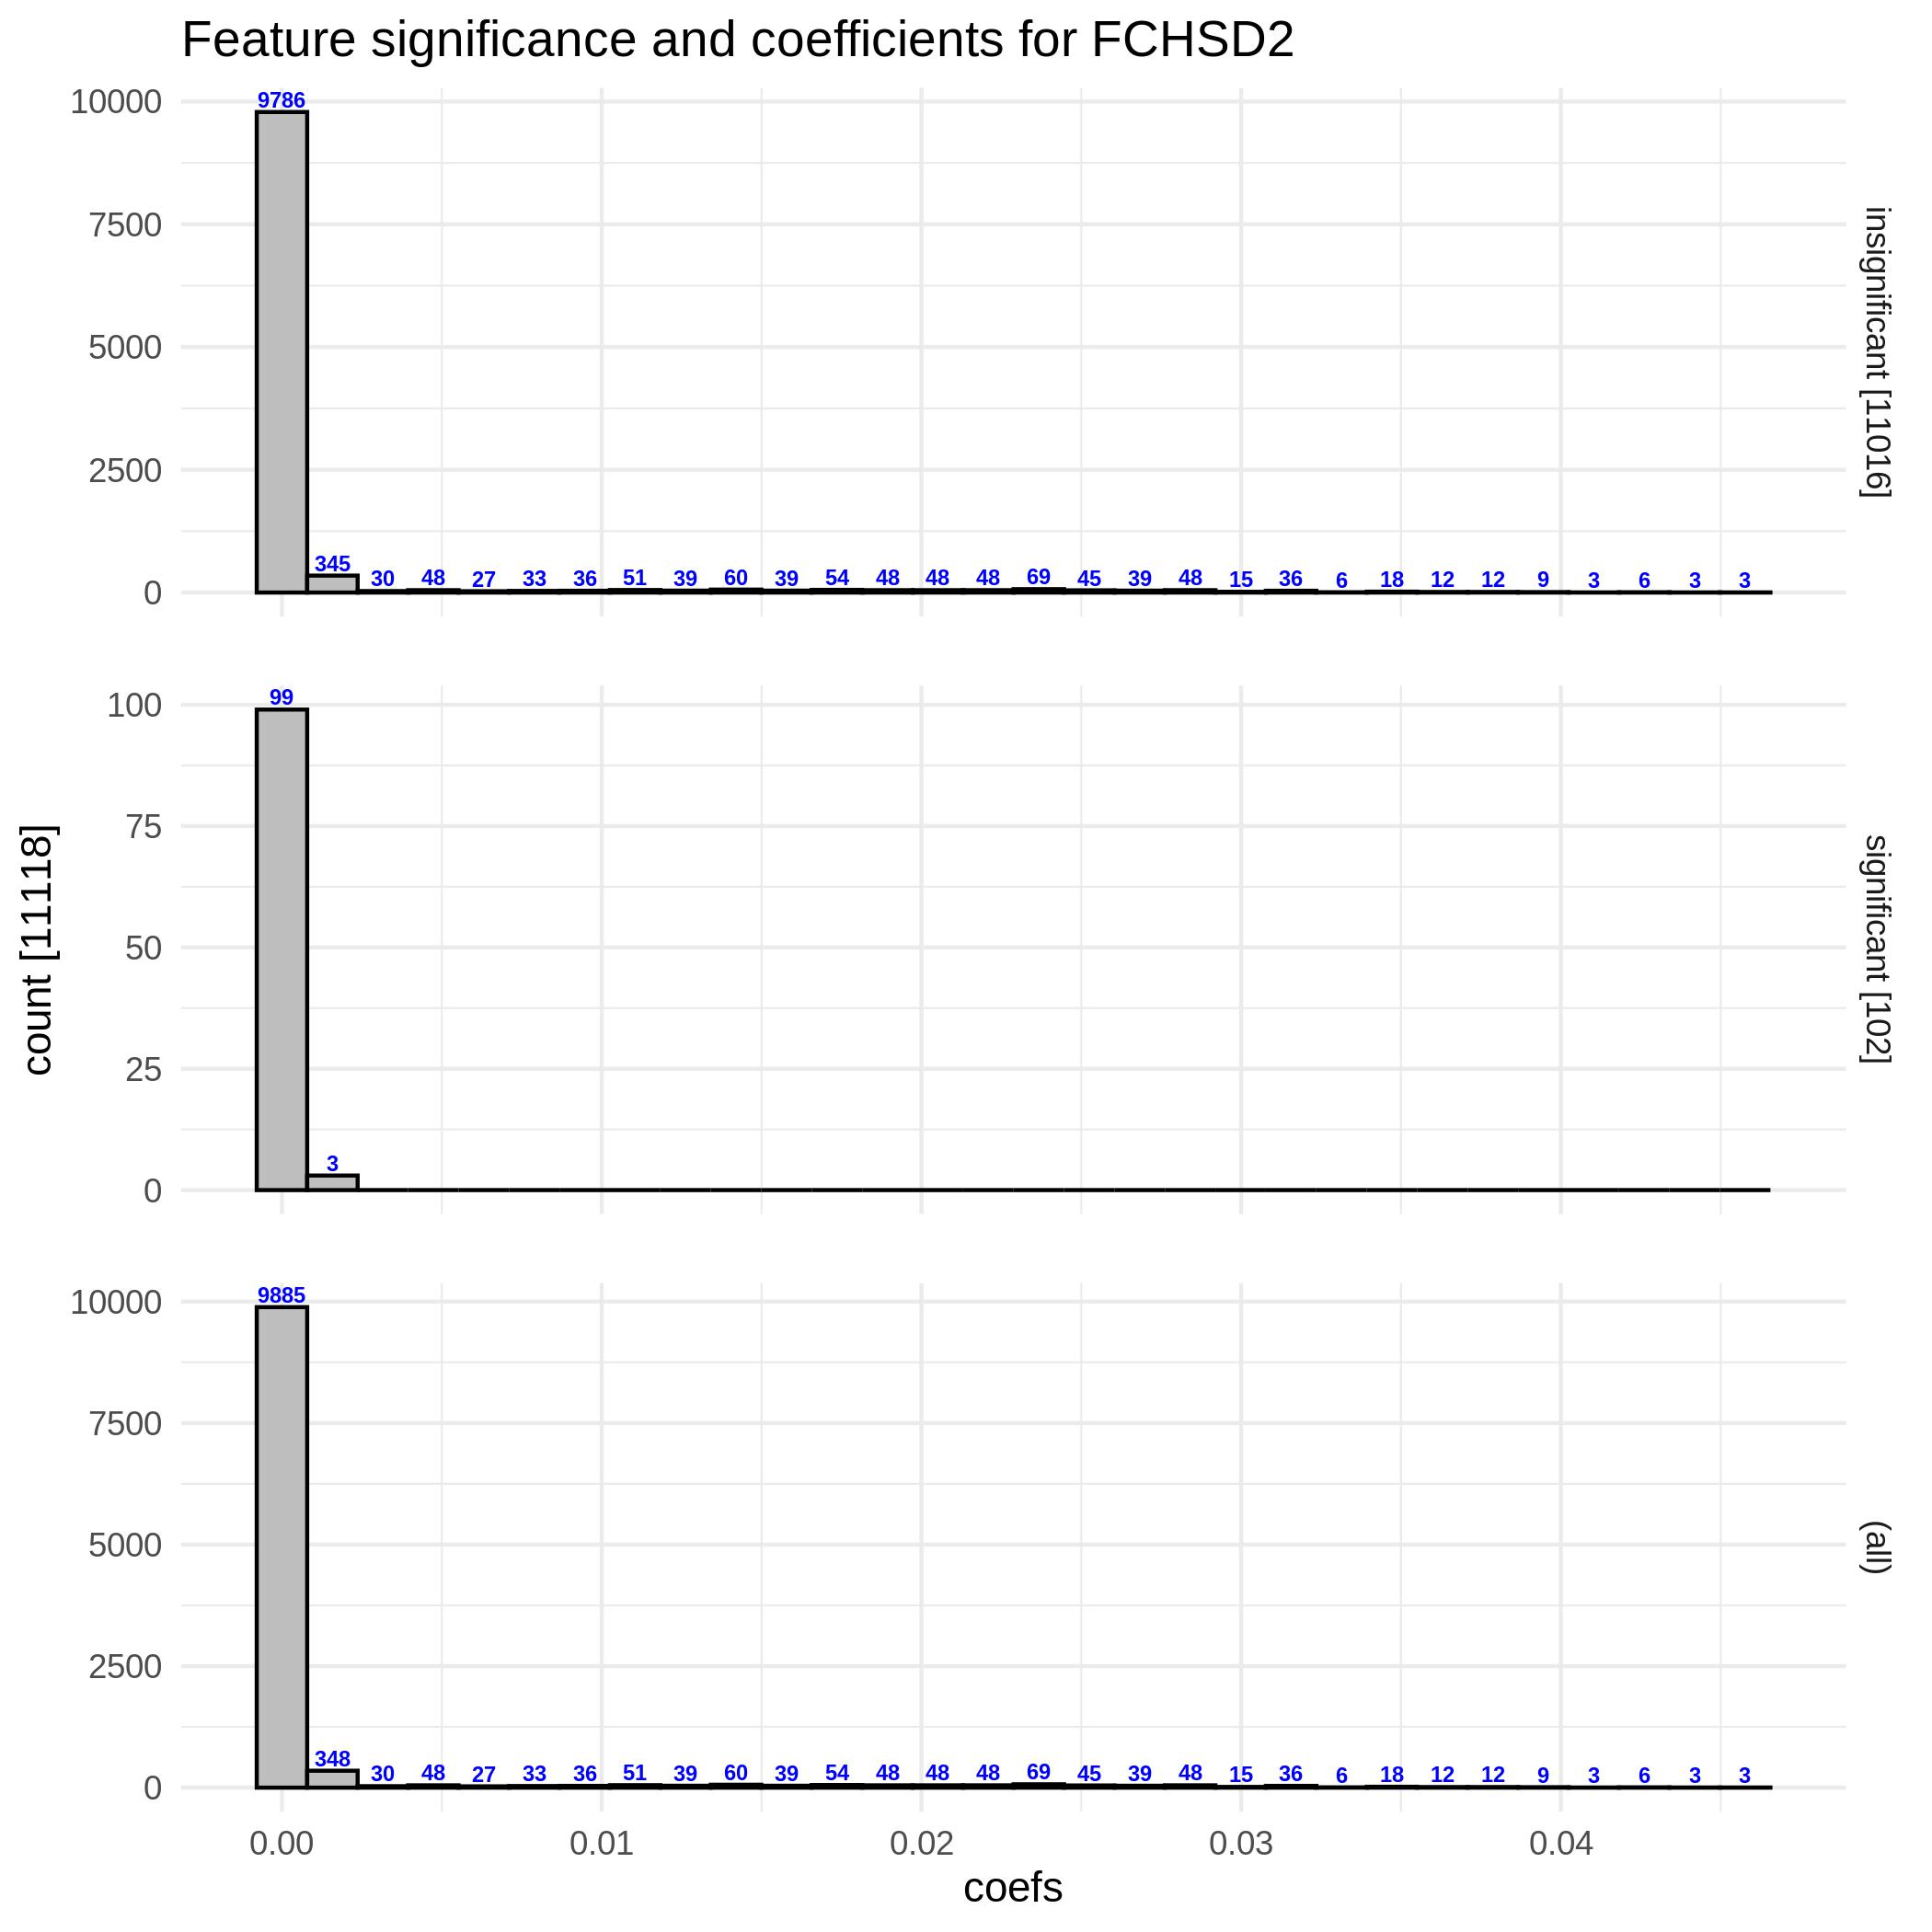 Feature significance and coefficients for FCHSD2
10000
7500
5000
2500
0
9786
345 30 48 27 33 36 51 39 60 39 54 48 48 48 69 45 39 48 15 36 6 18 12 12 9 3 6 3 3
insignificant [11016]
count [11118]
100
75
50
25
0
99
3
significant [102]
10000
7500
5000
2500
0
9885
348 30 48 27 33 36 51 39 60 39 54 48 48 48 69 45 39 48 15 36 6 18 12 12 9 3 6 3 3
(all)
0.00 0.01 0.02 0.03 0.04
coefs